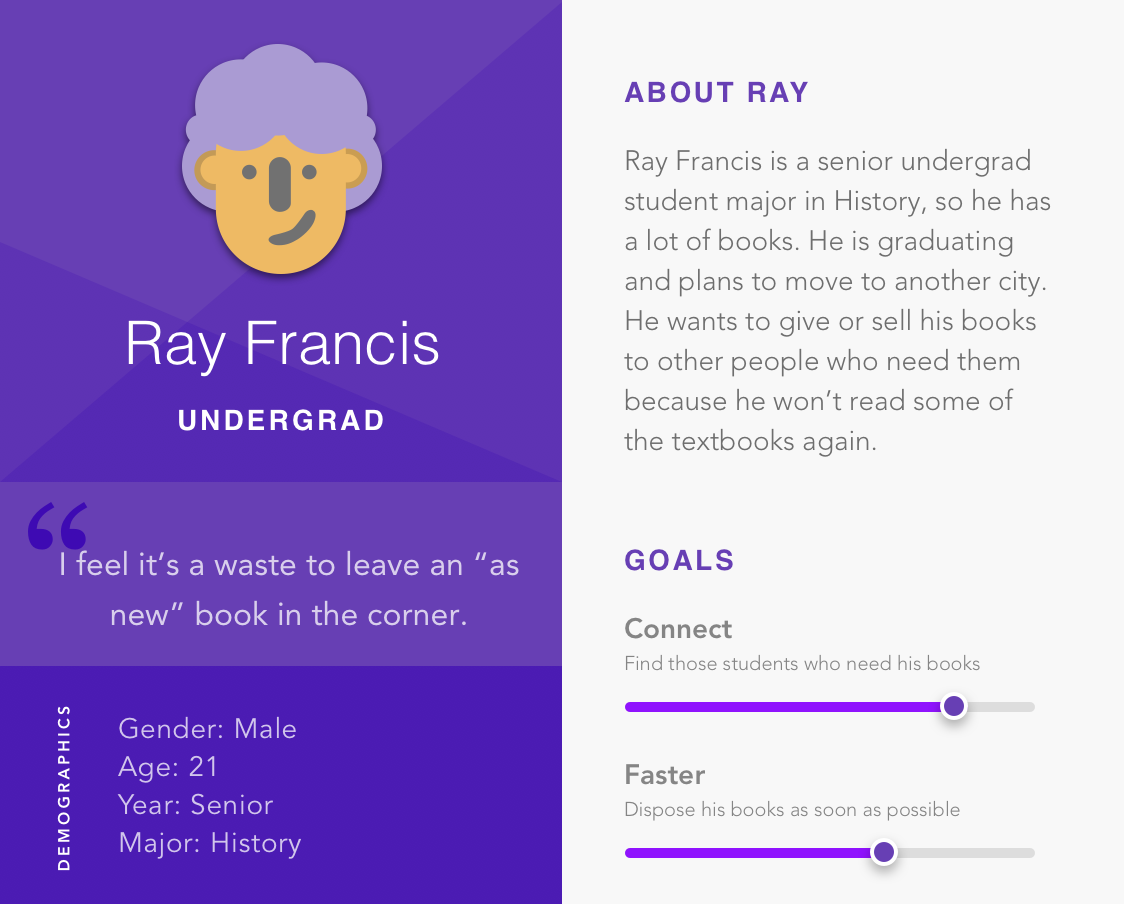 Ray Francis
UNDERGRAD
“
I feel it’s a waste to leave an “as
new” book in the corner.
DEMOGRAPHICS
Gender: Male
Age: 21
Year: Senior
Major: History
ABOUT RAY
Ray Francis is a senior undergrad
student major in History, so he has
a lot of books. He is graduating
and plans to move to another city.
He wants to give or sell his books
to other people who need them
because he won’t read some of
the textbooks again.
GOALS
Connect
Find those students who need his books
Faster
Dispose his books as soon as possible